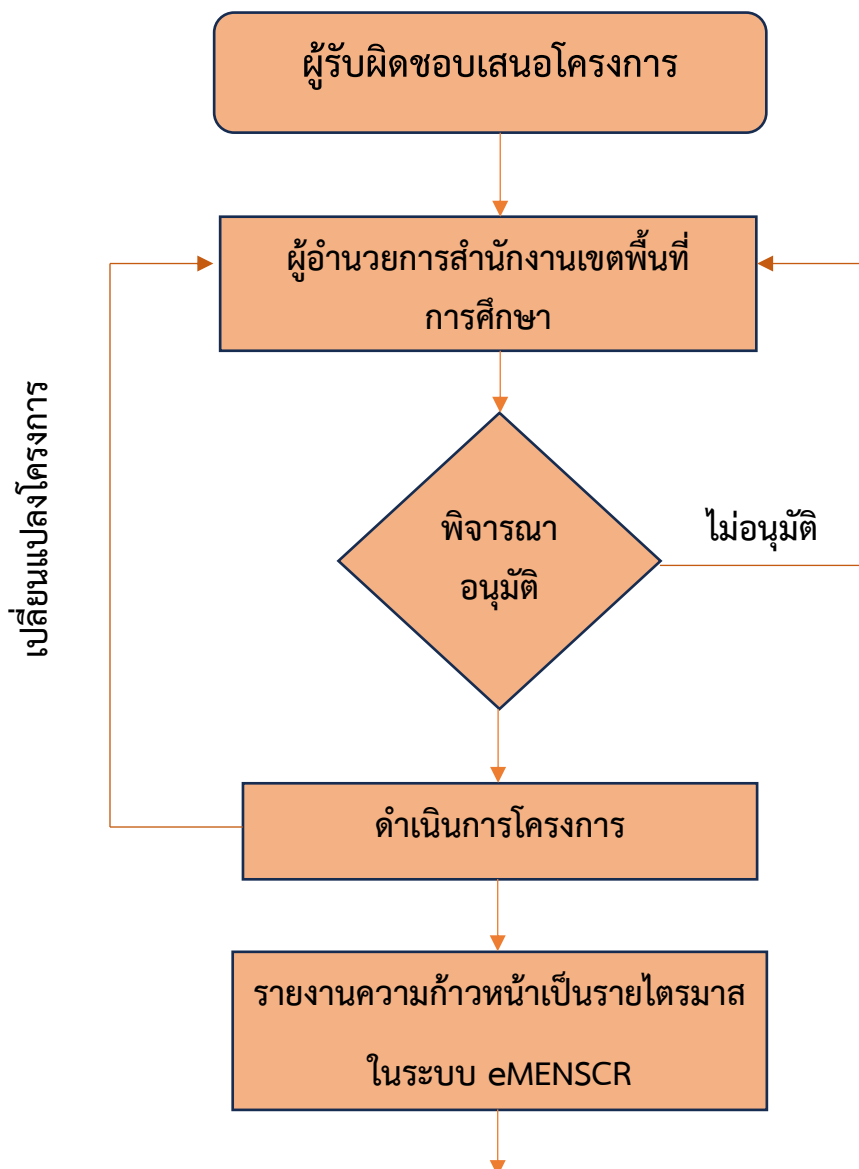 ผู้รับผิดชอบเสนอโครงการ
ผู้อำนวยการสำนักงานเขตพื้นที่
การศึกษา
เปลี่ยนแปลงโครงการ
พิจารณา
อนุมัติ
ไม่อนุมัติ
ดำเนินการโครงการ
รายงานความก้าวหน้าเป็นรายไตรมาส
ในระบบ eMENSCR